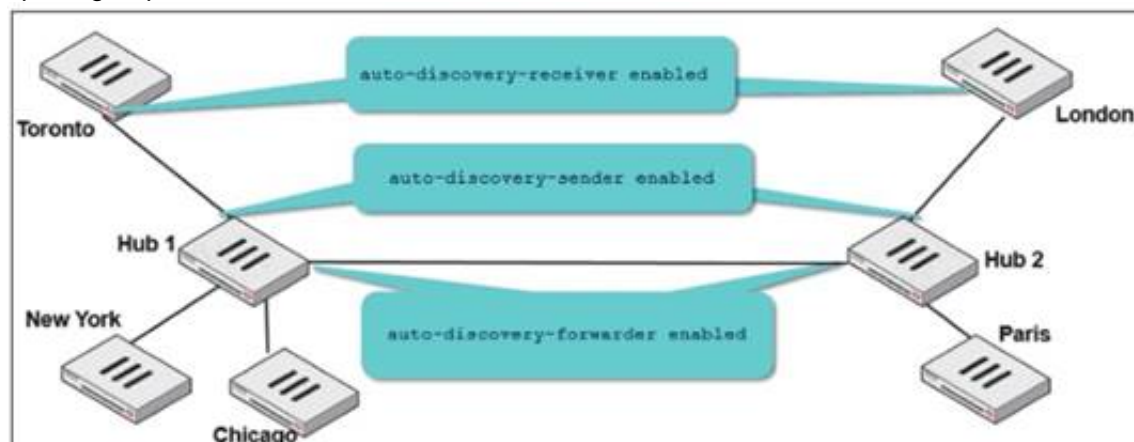 auto-discovery-receiver enabled
Toronto
London
auto-discovery-sender enabled
Hub 1
Hub 2
New York
auto-discovery-forwarder enabled
Paris
Chicago